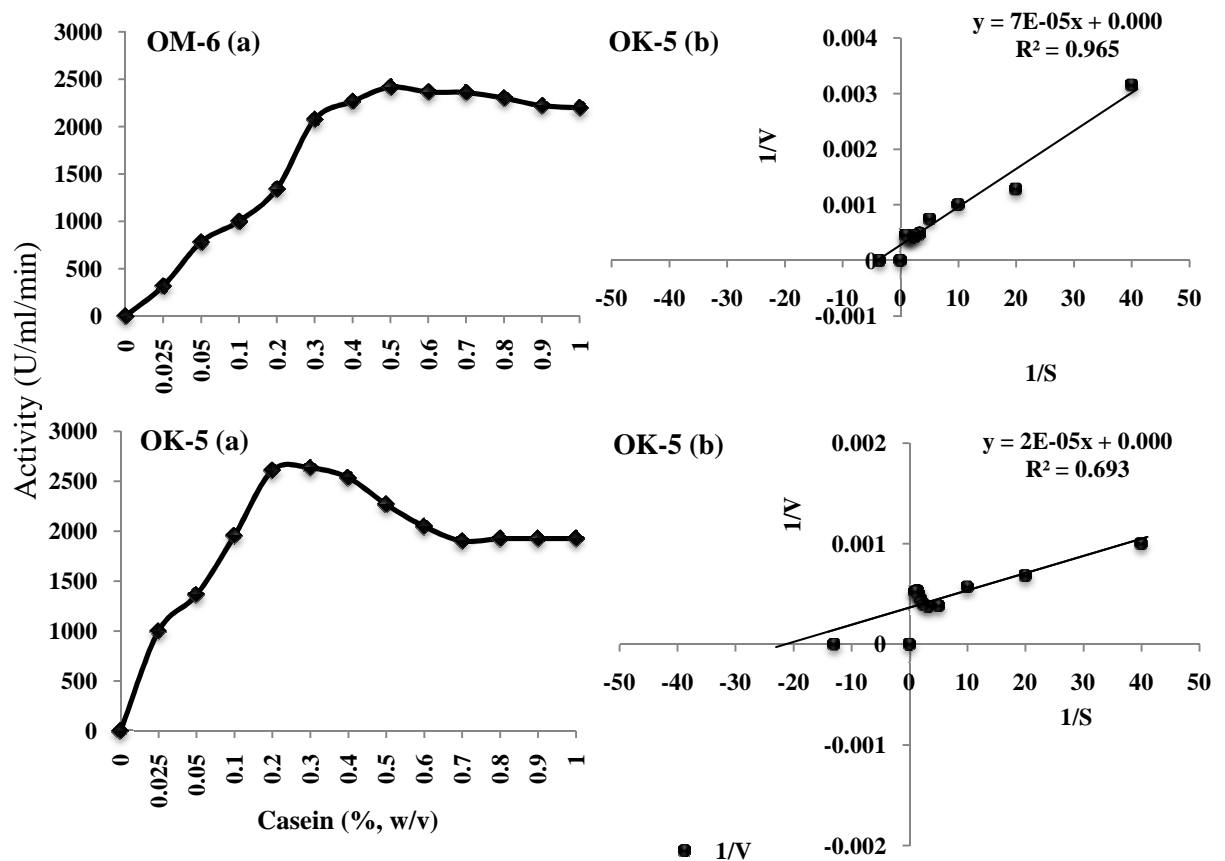 OM-6 (a)
3000
2500
2000
1500
1000
500
0
0 0.025 0.05 0.1 0.2 0.3 0.4 0.5 0.6 0.7 0.8 0.9 1
OK-5 (b)
y = 7E-05x + 0.000
R² = 0.965
0.004
0.003
0.002
0.001
0
-0.001
1/V
-50 -40 -30 -20 -10 0 10 20 30 40 50
1/S
Activity (U/ml/min)
OK-5 (a)
3000
2500
2000
1500
1000
500
0
0 0.025 0.05 0.1 0.2 0.3 0.4 0.5 0.6 0.7 0.8 0.9 1
Casein (%, w/v)
OK-5 (b)
y = 2E-05x + 0.000
R² = 0.693
0.002
0.001
0
-0.001
-0.002
1/V
-50 -40 -30 -20 -10 0 10 20 30 40 50
1/S
1/V